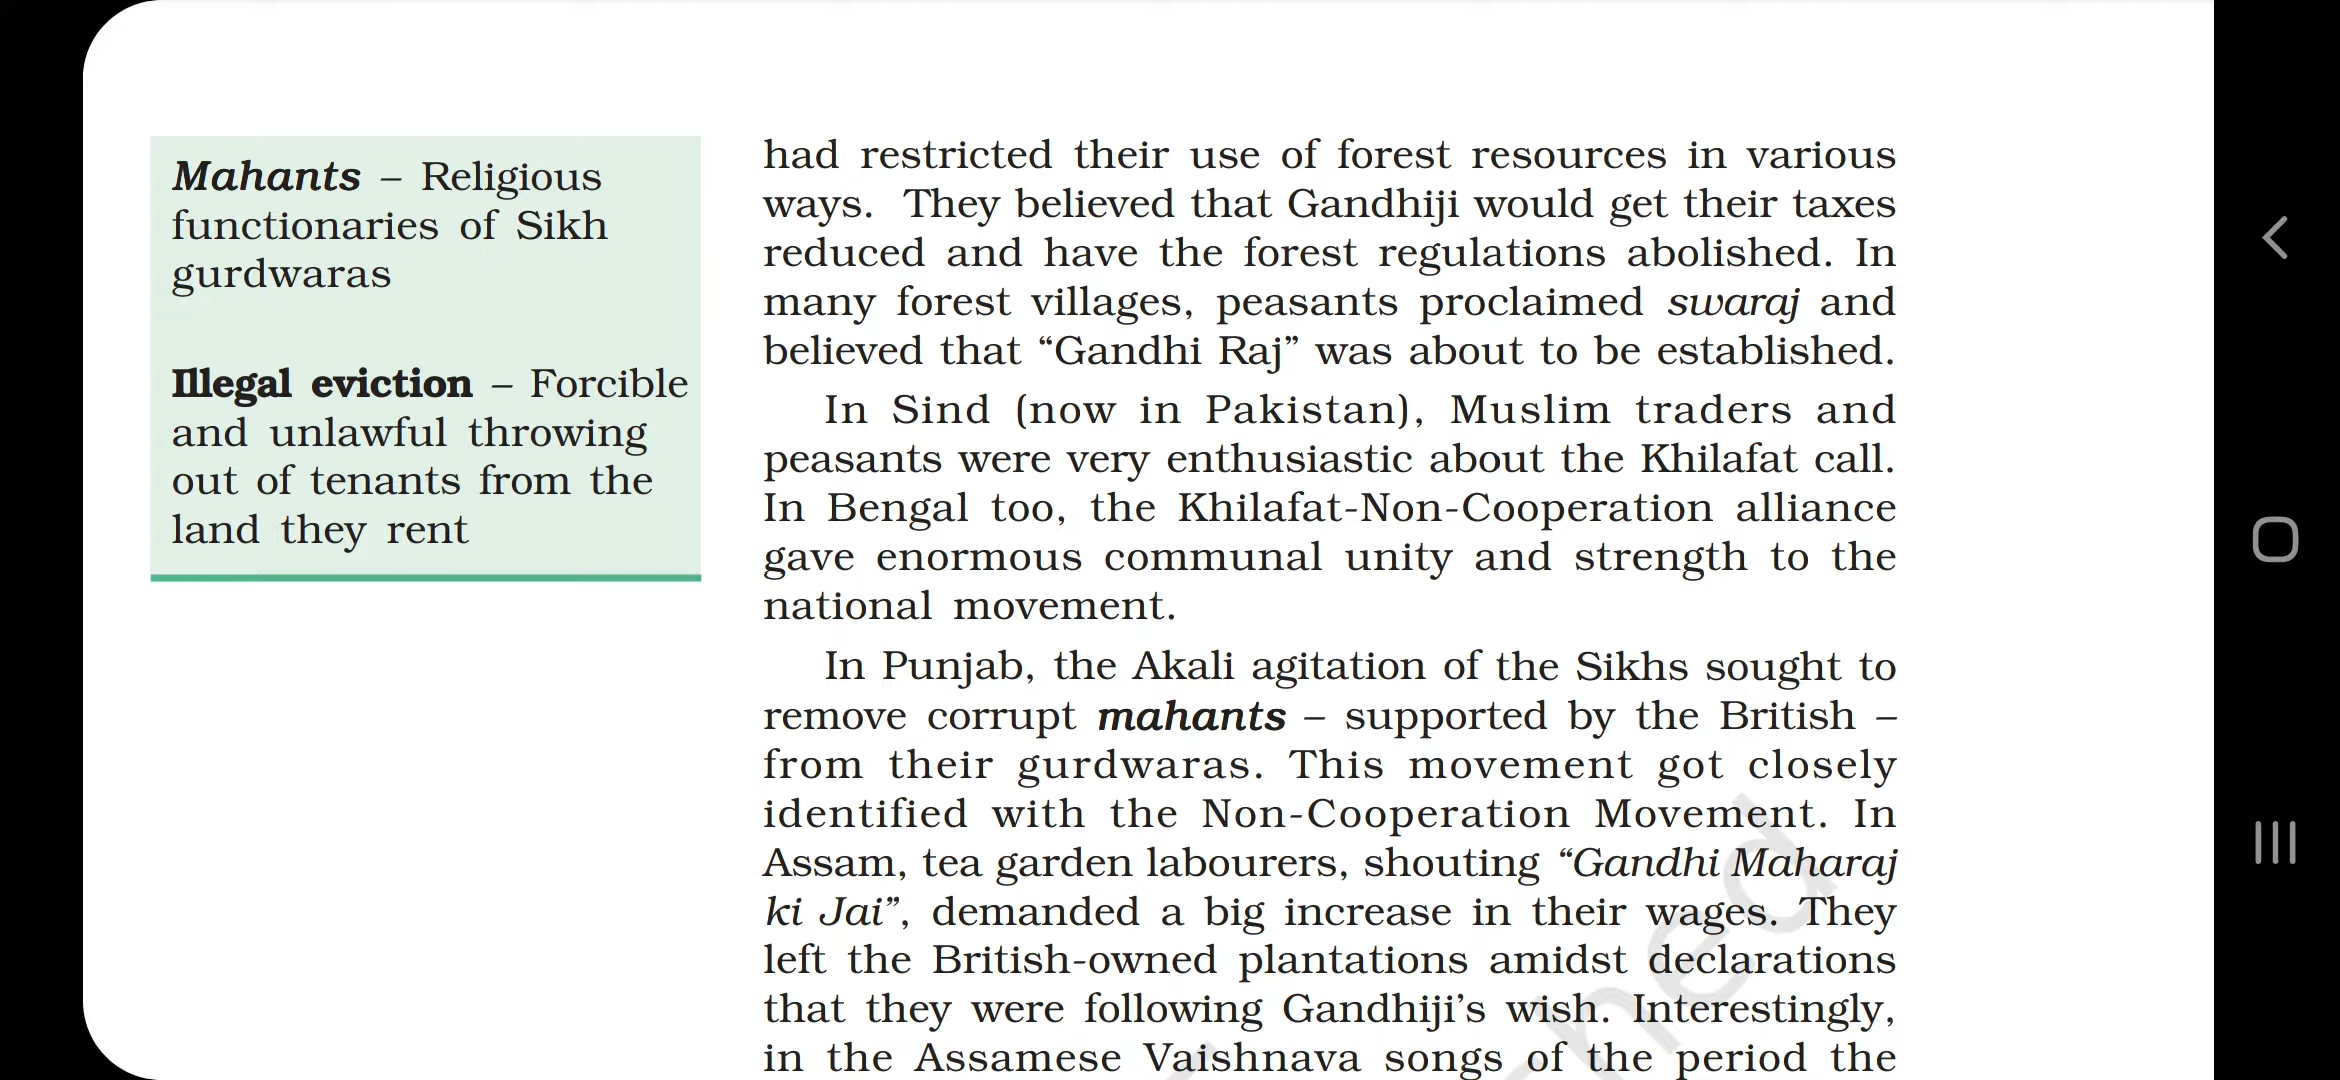 Mahants – Religious
functionaries of Sikh
gurdwaras
Illegal eviction – Forcible
and unlawful throwing
out of tenants from the
land they rent
had restricted their use of forest resources in various
ways. They believed that Gandhiji would get their taxes
reduced and have the forest regulations abolished. In
many forest villages, peasants proclaimed swaraj and
believed that “Gandhi Raj” was about to be established.
In Sind (now in Pakistan), Muslim traders and
peasants were very enthusiastic about the Khilafat call.
In Bengal too, the Khilafat-Non-Cooperation alliance
gave enormous communal unity and strength to the
national movement.
In Punjab, the Akali agitation of the Sikhs sought to
remove corrupt mahants – supported by the British –
from their gurdwaras. This movement got closely
identified with the Non-Cooperation Movement. In
Assam, tea garden labourers, shouting “Gandhi Maharaj
ki Jai”, demanded a big increase in their wages. They
left the British-owned plantations amidst declarations
that they were following Gandhiji’s wish. Interestingly,
in the Assamese Vaishnava songs of the period the